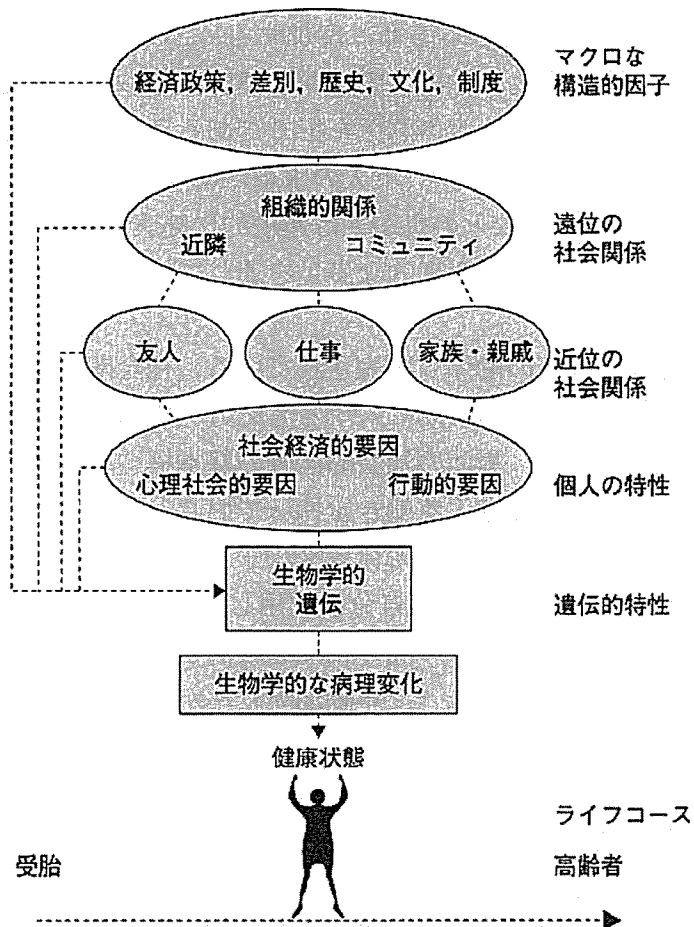 マクロな
構造的因子
経済政策，差別，歴史，文化，制度
組織的関係
近隣 コミュニティ
遠位の
社会関係
友人 仕事 家族・親戚
近位の
社会関係
社会経済的要因
心理社会的要因 行動的要因
個人の特性
生物学的
遺伝
遺伝的特性
生物学的な病理変化
健康状態
ライフコース
受胎 高齢者